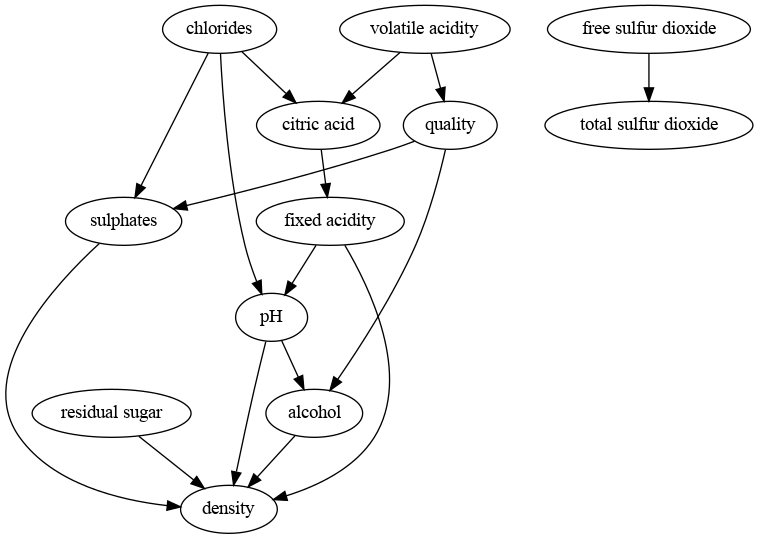 chlorides
volatile acidity
free sulfur dioxide
citric acid
quality
total sulfur dioxide
sulphates
fixed acidity
pH
residual sugar
alcohol
density